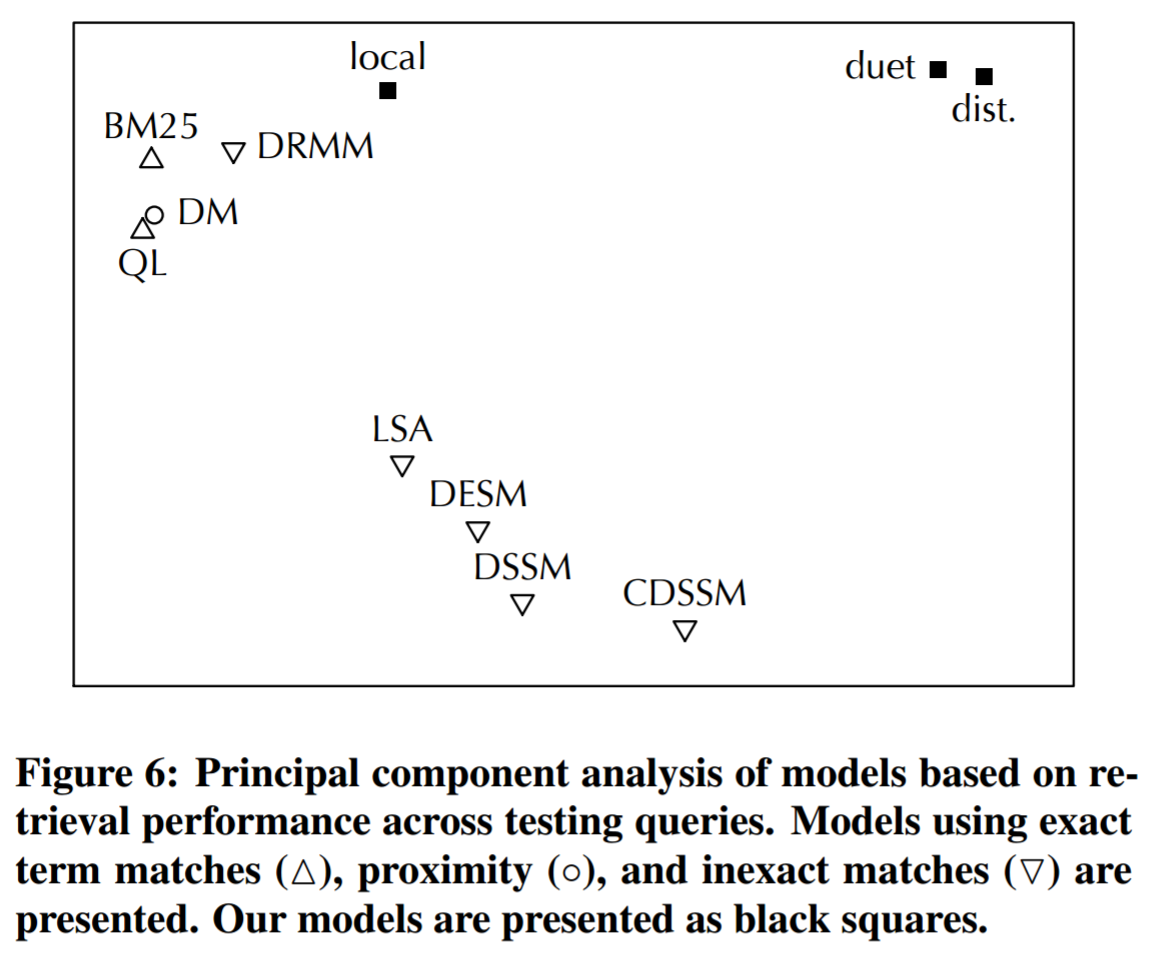 local
duet
dist.
BM25
DRMM
DM
QL
LSA
DESM
DSSM
CDSSM
Figure 6: Principal component analysis of models based on re-
trieval performance across testing queries. Models using exact
term matches (△), proximity (○), and inexact matches (▽) are
presented. Our models are presented as black squares.